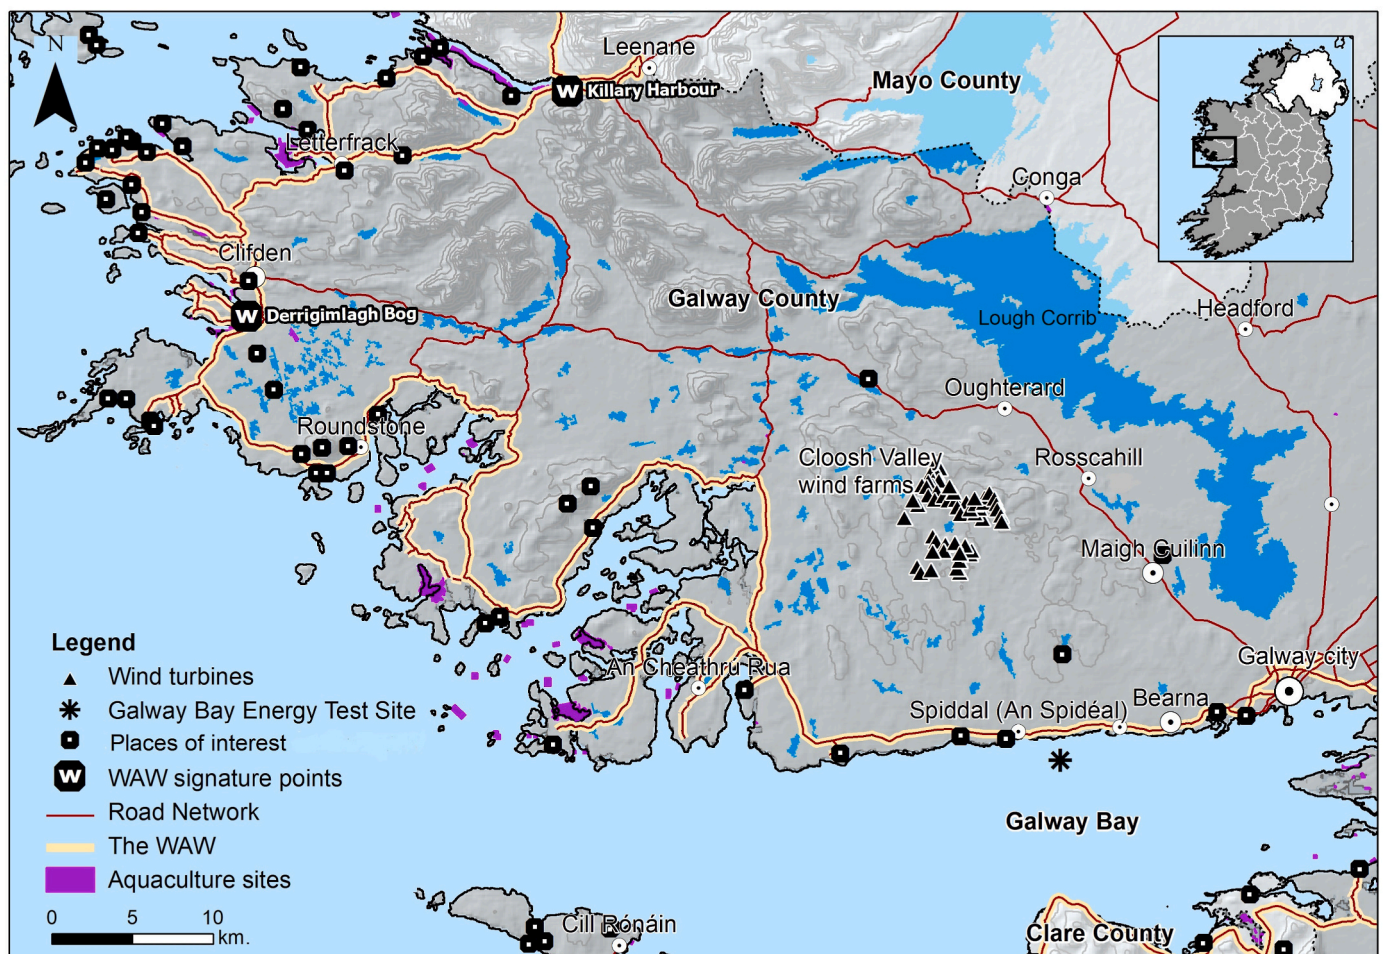 N
Leenane
Mayo County
W Killary Harbour
Letterfrack
Conga
Clifden
Galway County
Headford
W Derrigimlagh Bog
Lough Corrib
Oughterard
Roundstone
Cloosh Valley
wind farms
Rosscahill
Maigh Cuilinn
Legend
Wind turbines
Galway Bay Energy Test Site
Places of interest
W WAW signature points
Road Network
The WAW
Aquaculture sites
0 5 10
km.
An Cheathrú Rua
Galway city
Spiddal (An Spidéal)
Bearna
Galway Bay
Cill Rónáin
Clare County